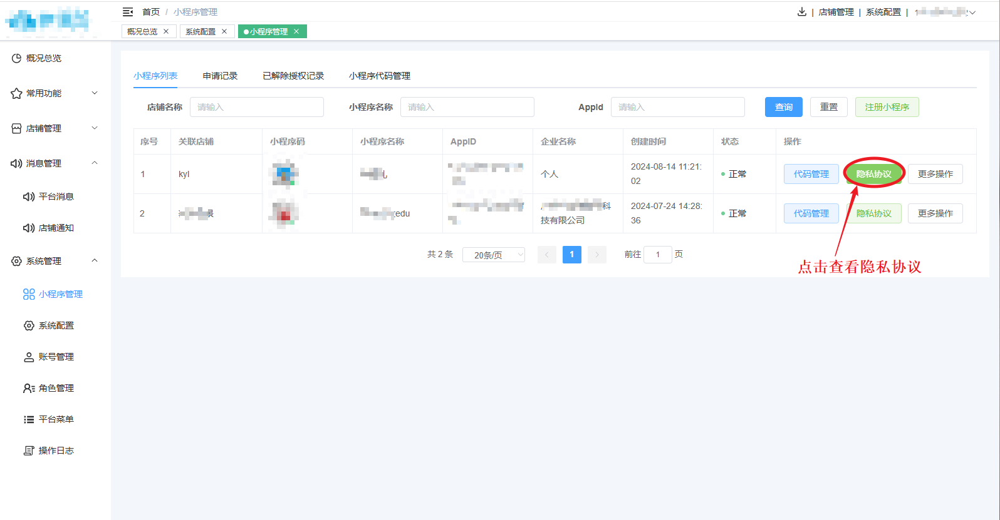 首页 / 小程序管理
| 店铺管理 | 系统配置 |
概况总览 ×
系统配置 ×
小程序管理 ×
概况总览
常用功能
店铺管理
消息管理
平台消息
店铺通知
系统管理
小程序管理
系统配置
账号管理
角色管理
平台菜单
操作日志
小程序列表 申请记录 已解除授权记录 小程序代码管理
店铺名称 请输入 小程序名称 请输入 AppId 请输入 查询 重置 注册小程序
序号 关联店铺 小程序码 小程序名称 AppID 企业名称 创建时间 状态 操作
1 kyl 个人 2024-08-14 11:21:
02 正常 代码管理 隐私协议 更多操作
2 edu 科
技有限公司 2024-07-24 14:28:
36 正常 代码管理 隐私协议 更多操作
共 2 条 20条/页 < 1 > 前往 1 页
点击查看隐私协议